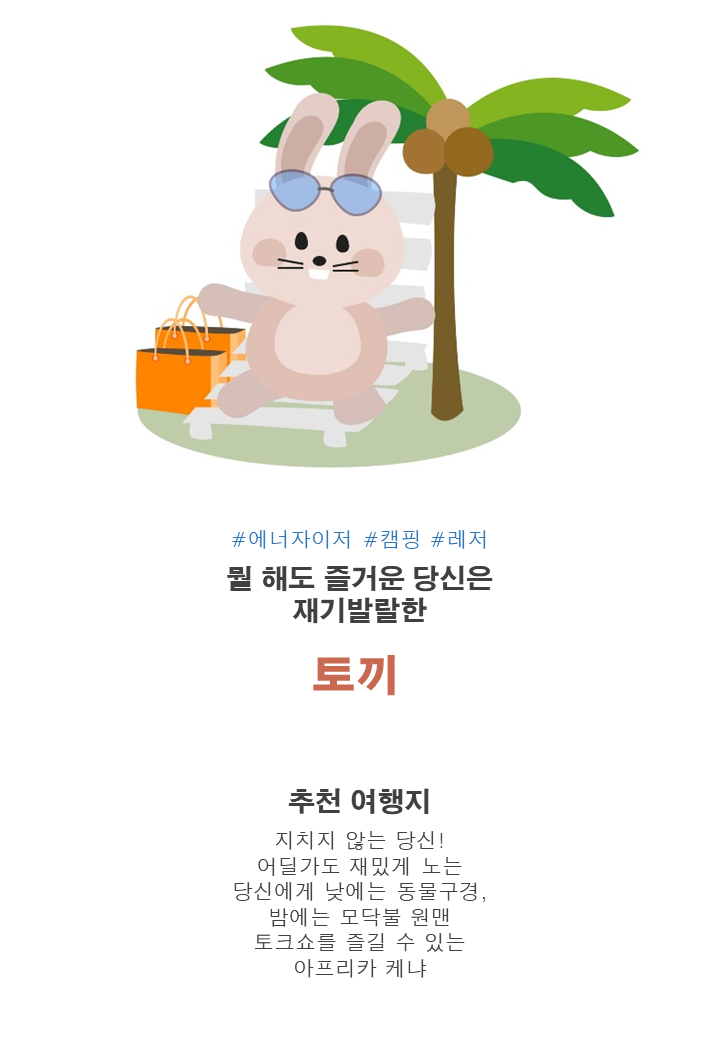 #에너자이저 #캠핑 #레저
뭘 해도 즐거운 당신은
재기발랄한
토끼
추천 여행지
지치지 않는 당신!
어딜가도 재밌게 노는
당신에게 낮에는 동물구경,
밤에는 모닥불 원맨
토크쇼를 즐길 수 있는
아프리카 케냐